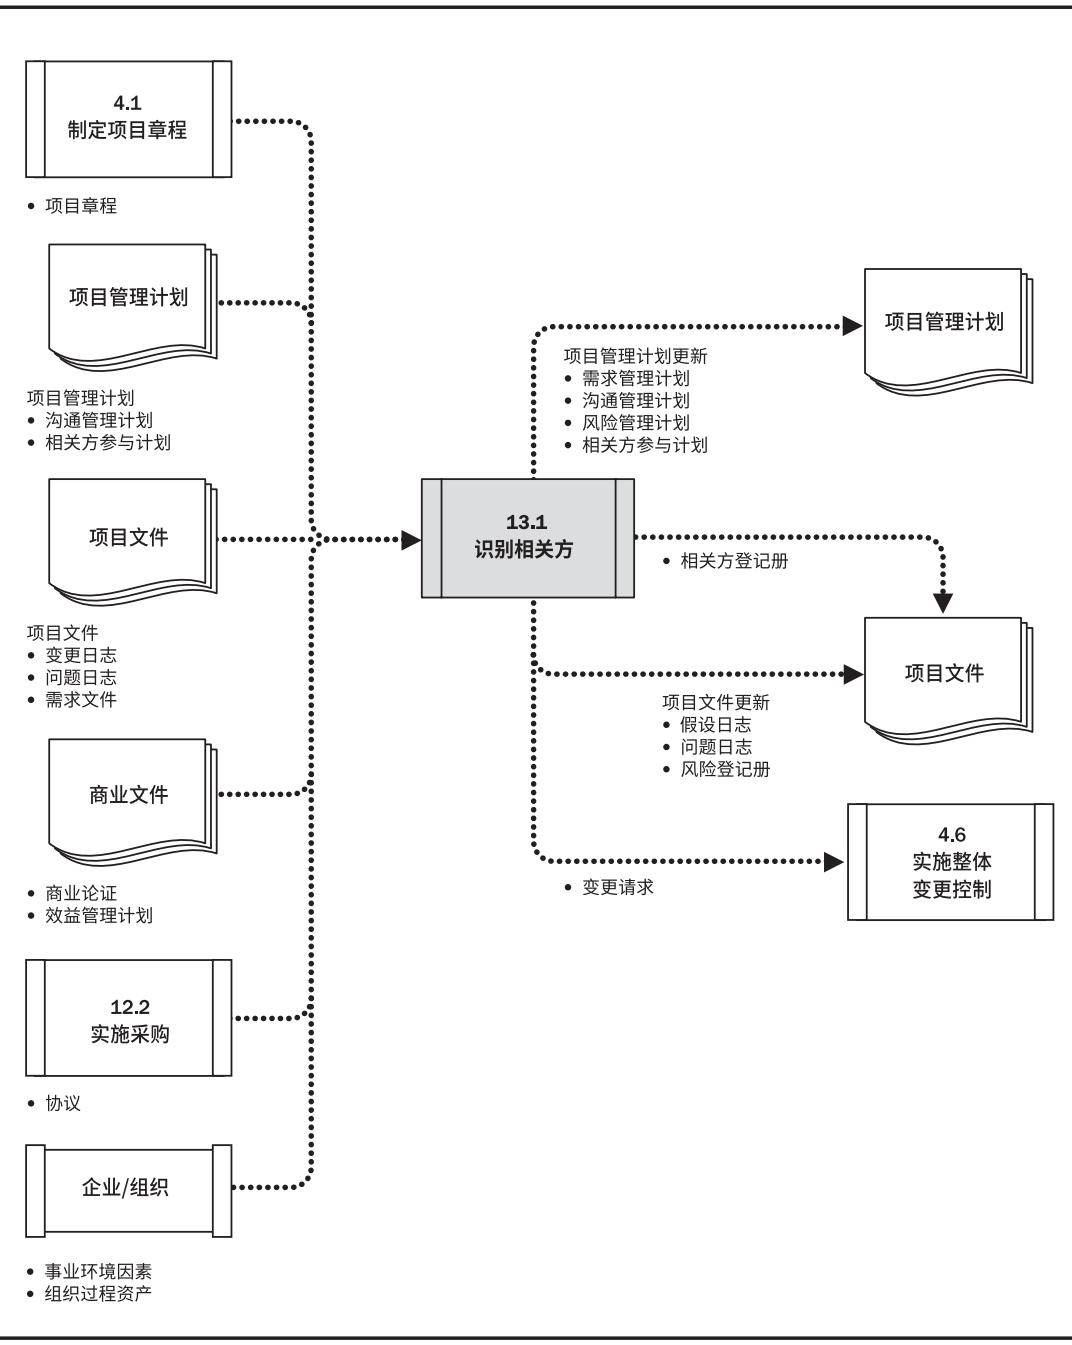 4.1
制定项目章程
• 项目章程
项目管理计划
项目管理计划
• 沟通管理计划
• 相关方参与计划
项目文件
项目文件
• 变更日志
• 问题日志
• 需求文件
商业文件
• 商业论证
• 效益管理计划
12.2
实施采购
• 协议
企业/组织
• 事业环境因素
• 组织过程资产
13.1
识别相关方
项目管理计划
项目管理计划更新
• 需求管理计划
• 沟通管理计划
• 风险管理计划
• 相关方参与计划
• 相关方登记册
项目文件
项目文件更新
• 假设日志
• 问题日志
• 风险登记册
4.6
实施整体
变更控制
• 变更请求